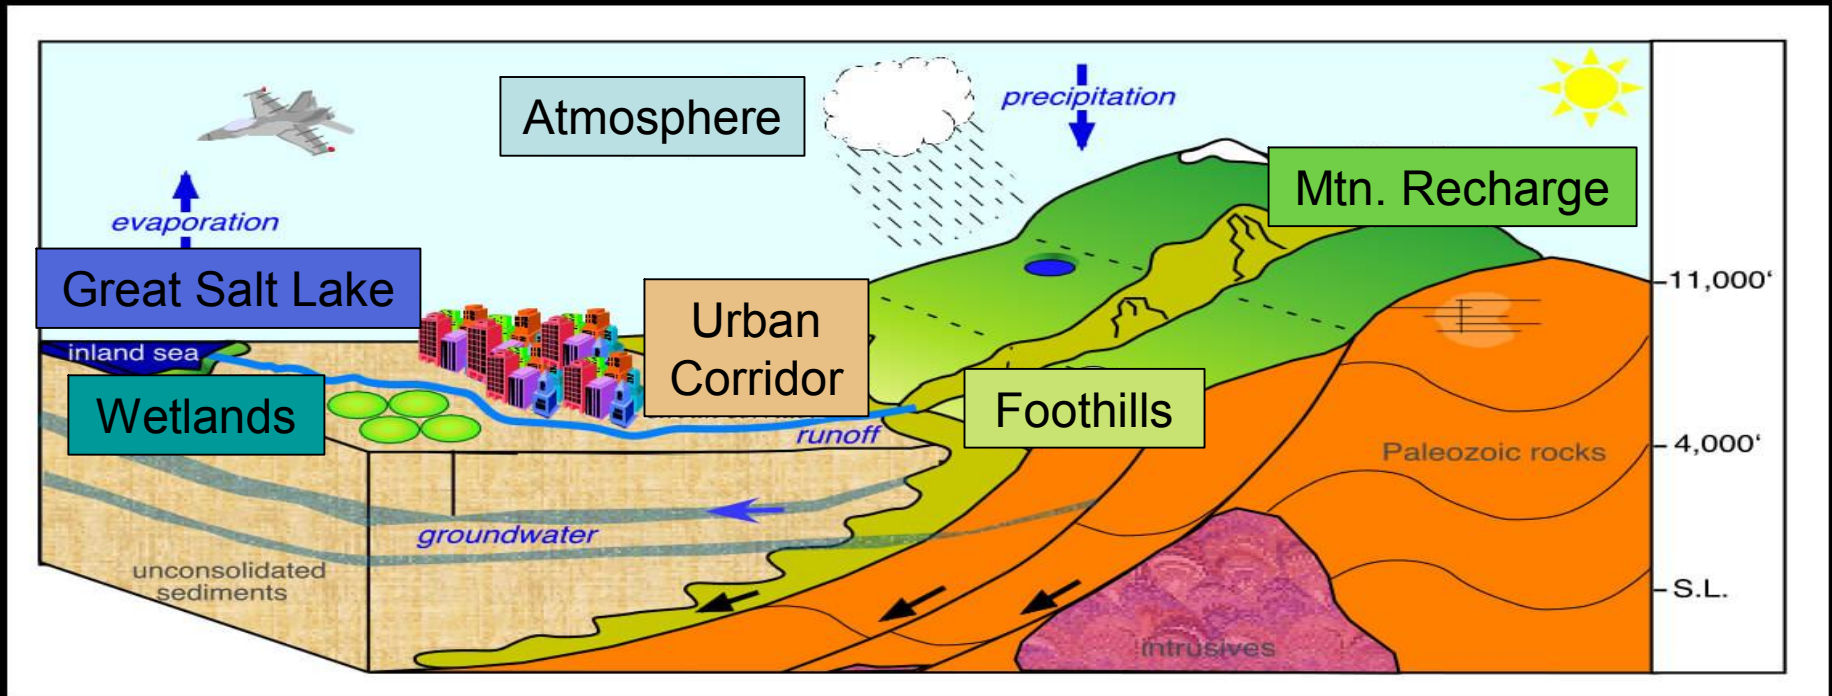 Atmosphere
precipitation
Mtn. Recharge
evaporation
Great Salt Lake
11,000‘
Urban
Corridor
inland sea
Wetlands
Foothills
runoff
4,000‘
Paleozoic rocks
groundwater
unconsolidated
sediments
S.L.
intrusives